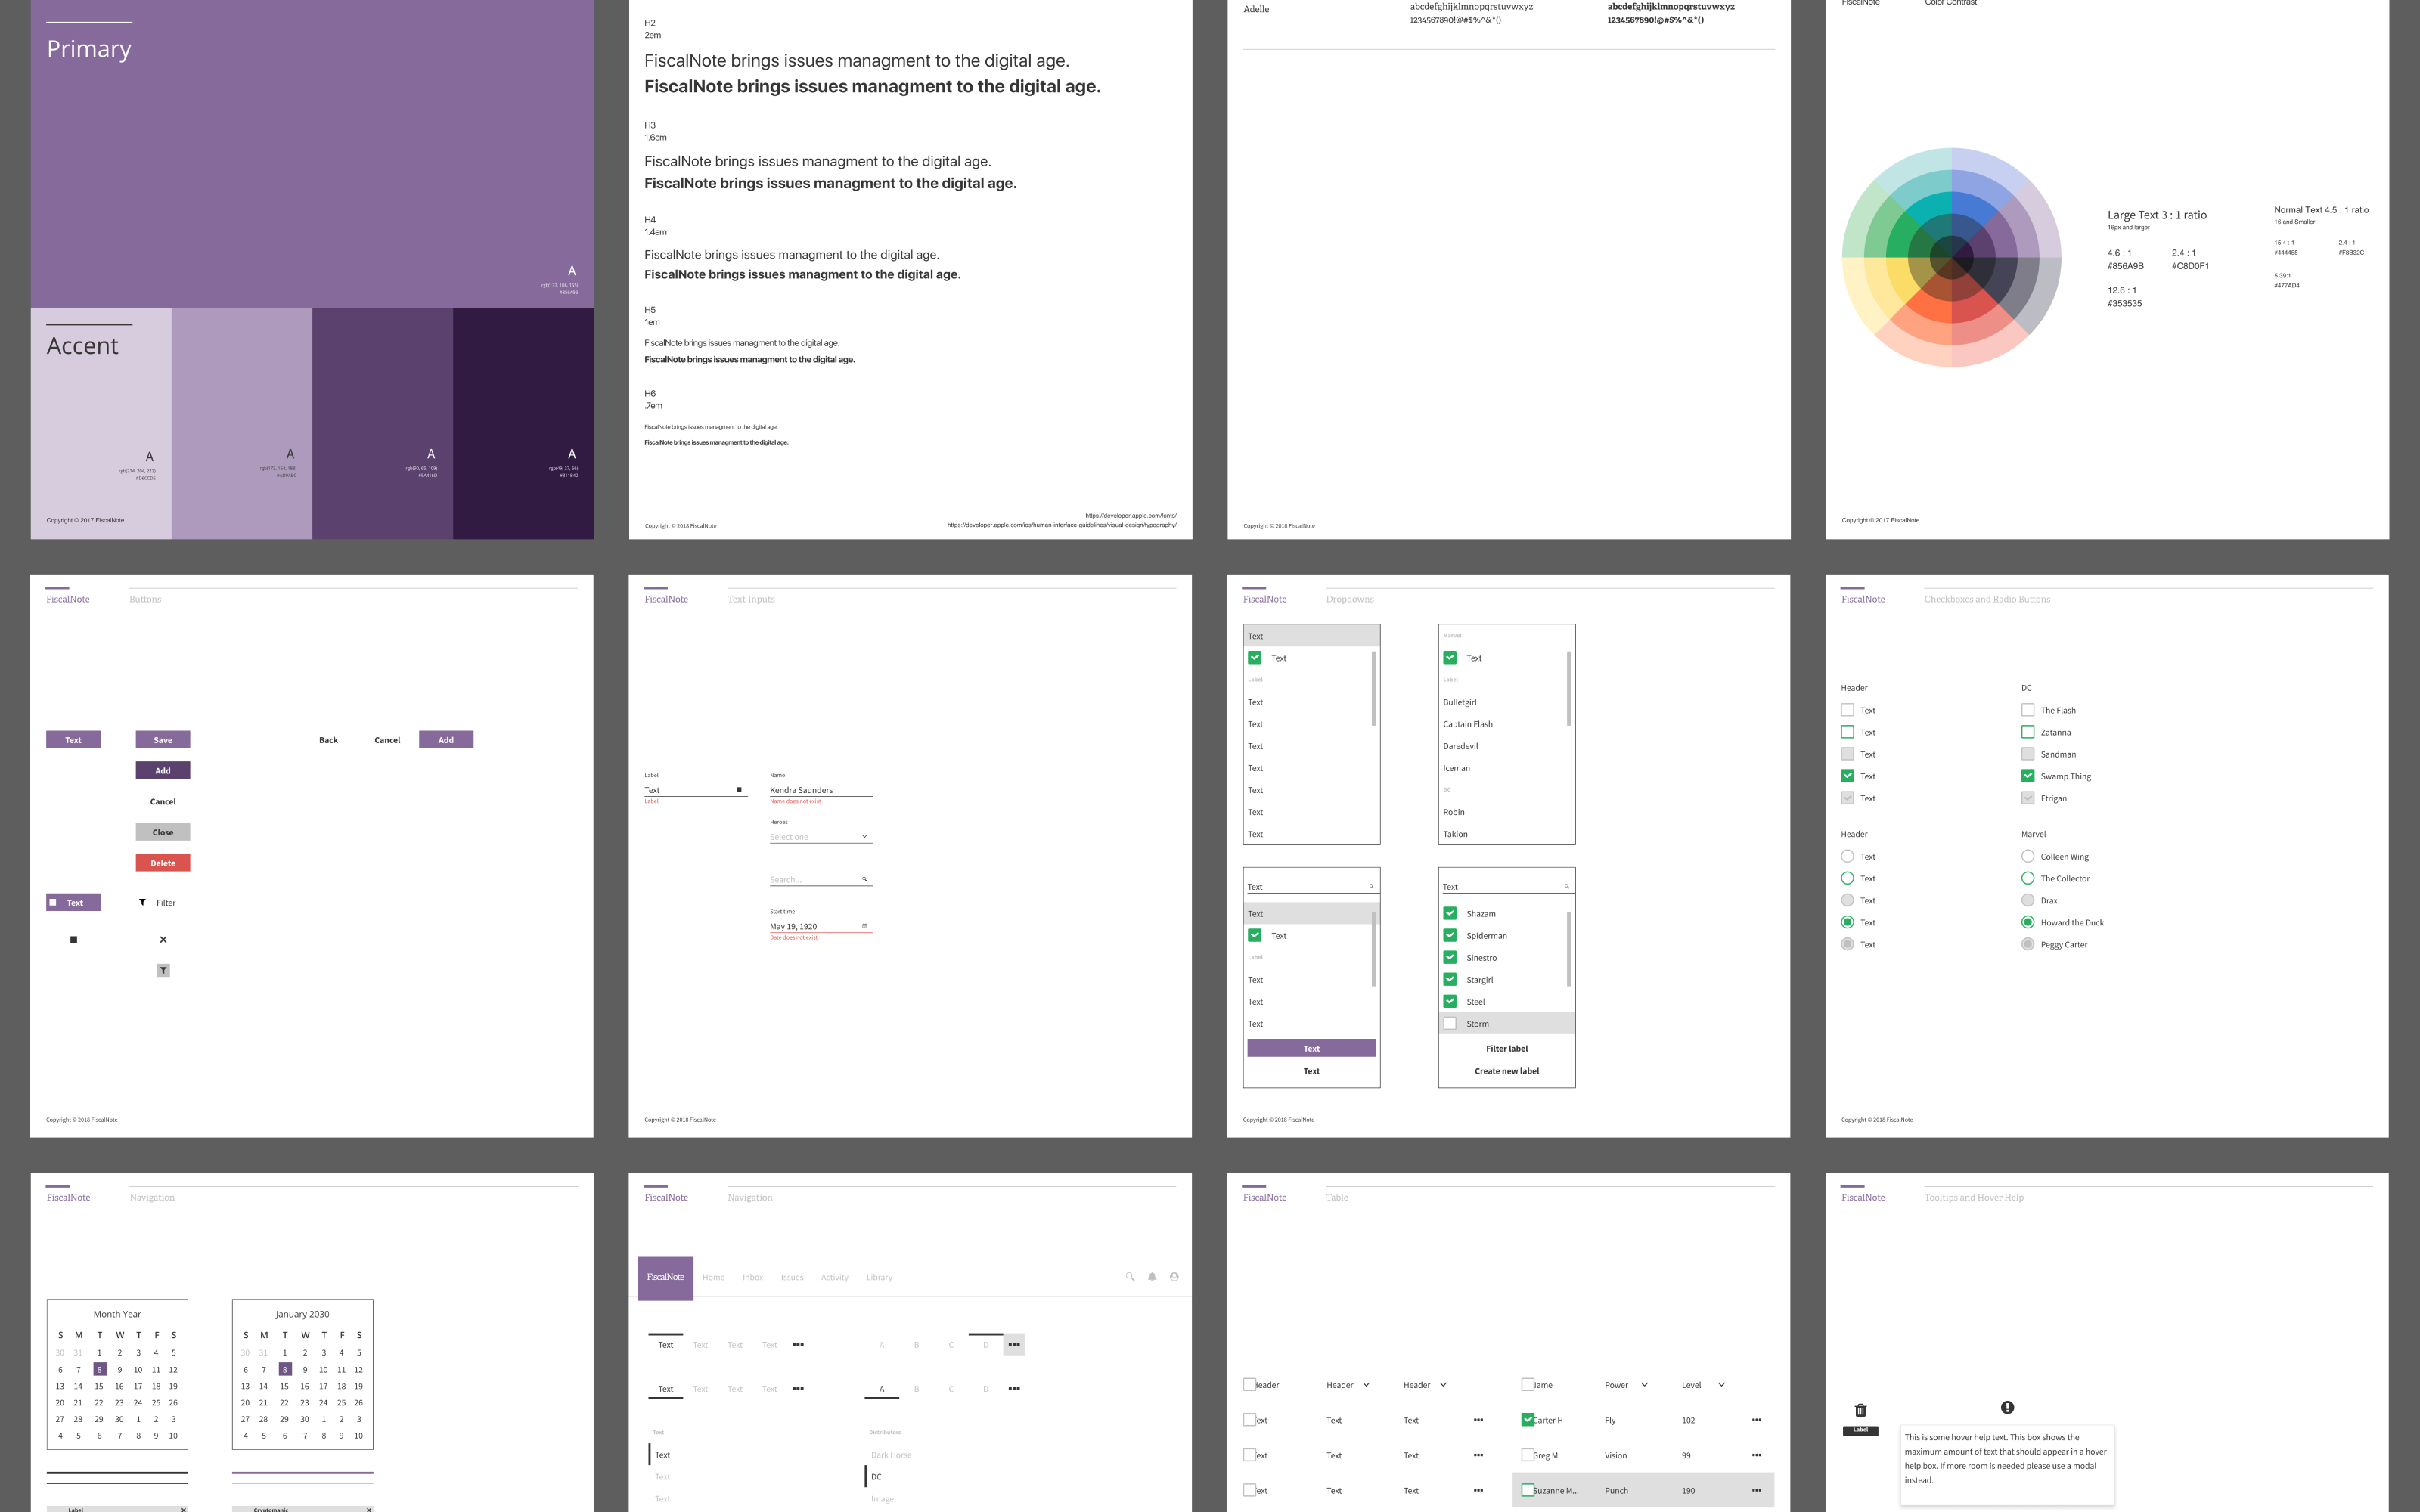 Primary
A
#856A9B
Accent
A
rgb(214, 204, 222)
#D6CCDE
A
A
rgb(90, 65, 109)
#5A416D
A
rgb(49, 27, 66)
#311B42
Copyright © 2017 FiscalNote
H2
2em
FiscalNote brings issues managment to the digital age.
FiscalNote brings issues managment to the digital age.
H3
1.6em
FiscalNote brings issues managment to the digital age.
FiscalNote brings issues managment to the digital age.
H4
1.4em
FiscalNote brings issues managment to the digital age.
FiscalNote brings issues managment to the digital age.
H5
1em
FiscalNote brings issues managment to the digital age.
FiscalNote brings issues managment to the digital age.
H6
.7em
FiscalNote brings issues managment to the digital age.
FiscalNote brings issues managment to the digital age.
https://developer.apple.com/fonts/
Copyright © 2018 FiscalNote https://developer.apple.com/ios/human-interface-guidelines/visual-design/typography/
Adelle abcdefghijklmnopqrstuvwxyz abcdefghijklmnopqrstuvwxyz
1234567890!@#$%^&*() 1234567890!@#$%^&*()
Copyright © 2018 FiscalNote
FiscalNote Color Contrast
Large Text 3 : 1 ratio
16px and larger
4.6 : 1 2.4 : 1
#856A9B #C8D0F1
12.6 : 1
#353535
Normal Text 4.5 : 1 ratio
16 and Smaller
15.4 : 1 2.4 : 1
#444455 #F8B32C
5.39:1
#477AD4
Copyright © 2017 FiscalNote
FiscalNote Buttons
Text Save Back Cancel Add
Add
Cancel
Close
Delete
Text Filter
Copyright © 2018 FiscalNote
FiscalNote Text Inputs
Label Name
Text Kendra Saunders
Label Name does not exist
Heroes
Select one
Search...
Start time
May 19, 1920
Date does not exist
Copyright © 2018 FiscalNote
FiscalNote Dropdowns
Text
Text
Label
Text
Text
Text
Text
Text
Text
Text
Marvel
Text
Label
Bulletgirl
Captain Flash
Daredevil
Iceman
DC
Robin
Takion
Text
Text
Text
Label
Text
Text
Text
Text
Text
Text
Shazam
Spiderman
Sinestro
Stargirl
Steel
Storm
Filter label
Create new label
Copyright © 2018 FiscalNote
FiscalNote Checkboxes and Radio Buttons
Header DC
Text The Flash
Text Zatanna
Text Sandman
Text Swamp Thing
Text Etrigan
Header Marvel
Text Colleen Wing
Text The Collector
Text Drax
Text Howard the Duck
Text Peggy Carter
Copyright © 2018 FiscalNote
FiscalNote Navigation
Month Year
S M T W T F S
30 31 1 2 3 4 5
6 7 8 9 10 11 12
13 14 15 16 17 18 19
20 21 22 23 24 25 26
27 28 29 30 1 2 3
4 5 6 7 8 9 10
January 2030
S M T W T F S
30 31 1 2 3 4 5
6 7 8 9 10 11 12
13 14 15 16 17 18 19
20 21 22 23 24 25 26
27 28 29 30 1 2 3
4 5 6 7 8 9 10
Label Cryptomanic
FiscalNote Navigation
FiscalNote Home Inbox Issues Activity Library
Text Text Text Text ••• A B C D •••
Text Text Text Text ••• A B C D •••
Text Distributors
Text Dark Horse
Text DC
Text Image
FiscalNote Table
eader Header Header
ext Text Text •••
ext Text Text •••
ext Text Text •••
ame Power Level
Carter H Fly 102 •••
Greg M Vision 99 •••
Suzanne M... Punch 190 •••
FiscalNote Tooltips and Hover Help
Label
This is some hover help text. This box shows the
maximum amount of text that should appear in a hover
help box. If more room is needed please use a modal
instead.